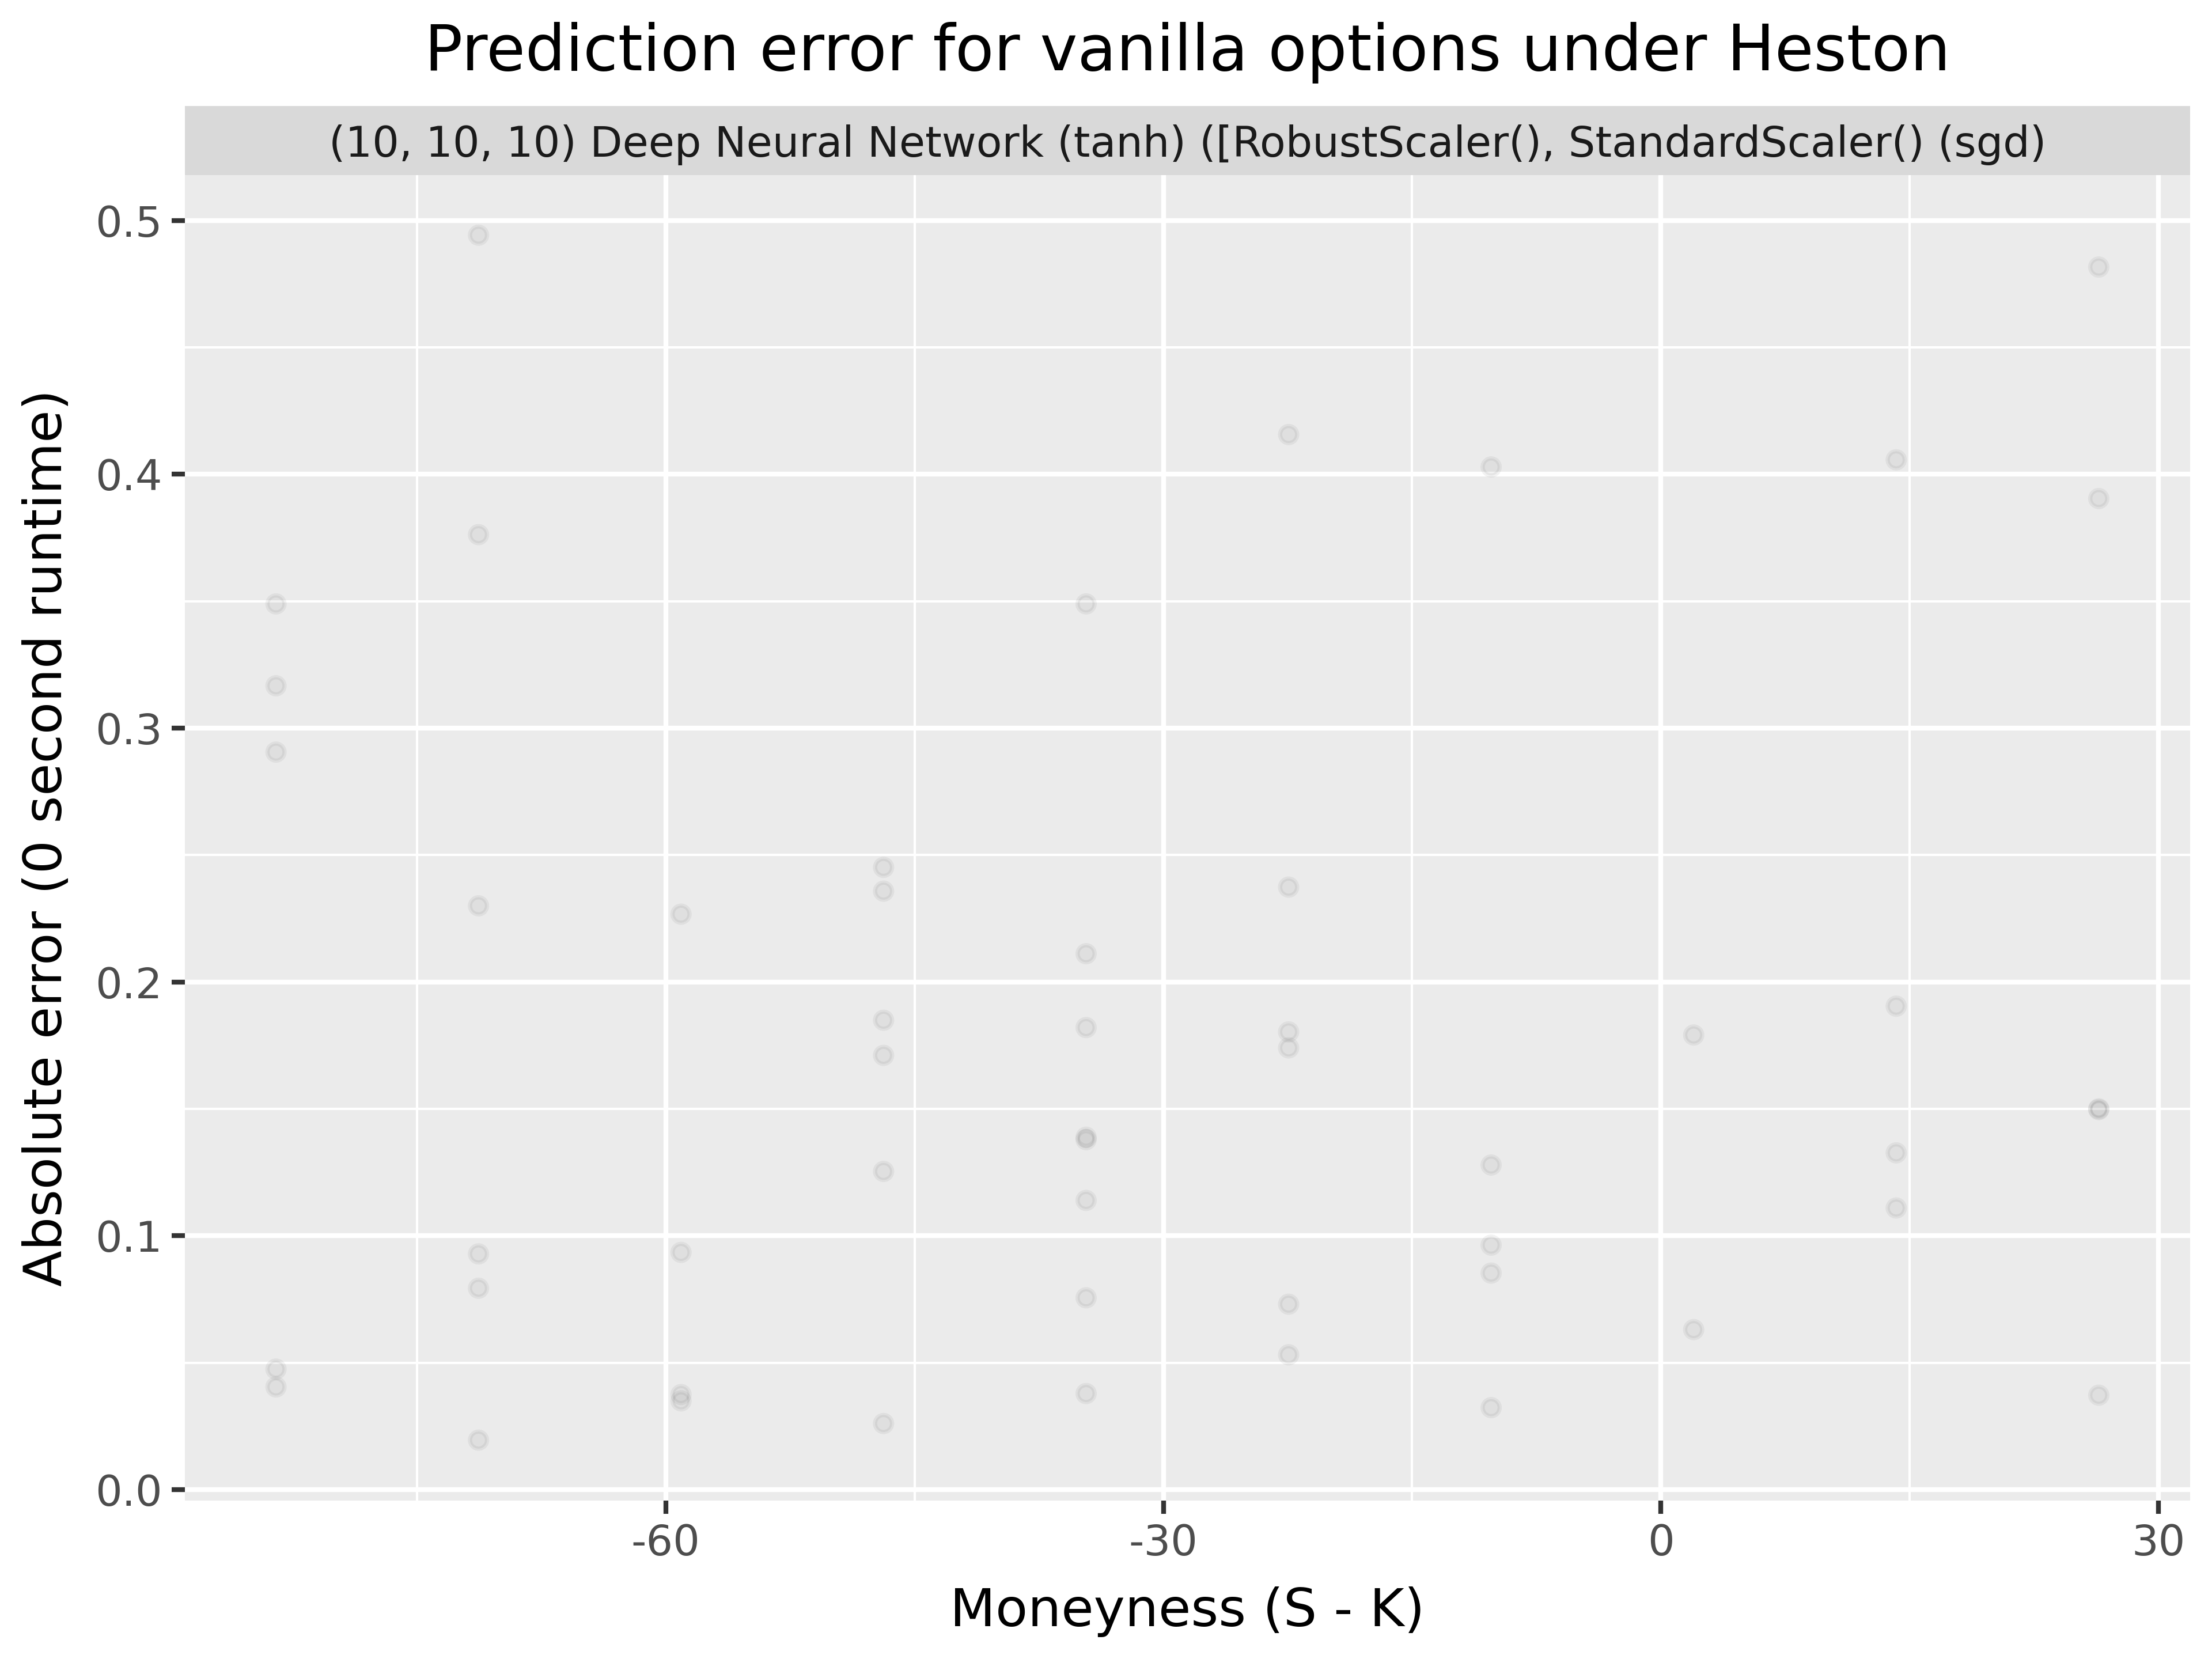 Prediction error for vanilla options under Heston
(10, 10, 10) Deep Neural Network (tanh) ([RobustScaler(), StandardScaler() (sgd)
Absolute error (0 second runtime)
0.5
0.4
0.3
0.2
0.1
0.0
-60
-30
0
30
Moneyness (S - K)